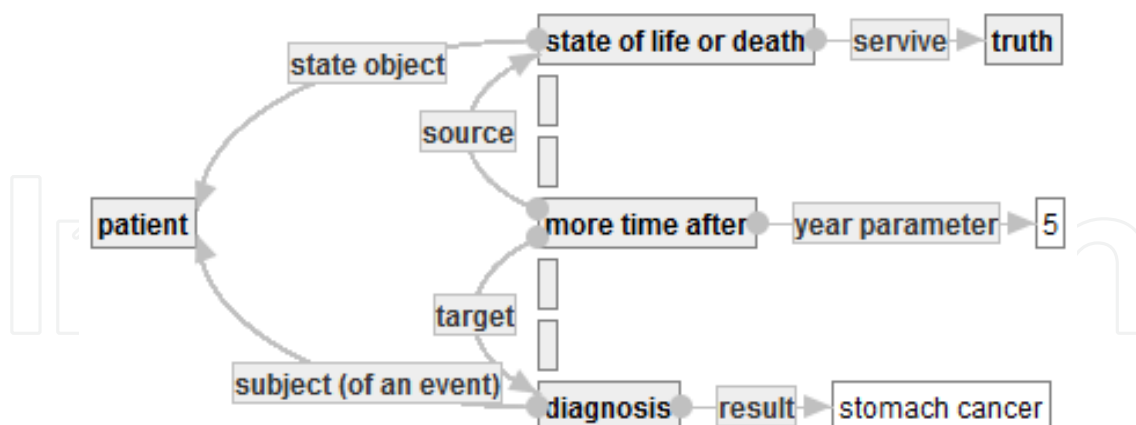 state of life or death
servive
truth
state object
source
patient
more time after
year parameter
5
target
subject (of an event)
diagnosis
result
stomach cancer